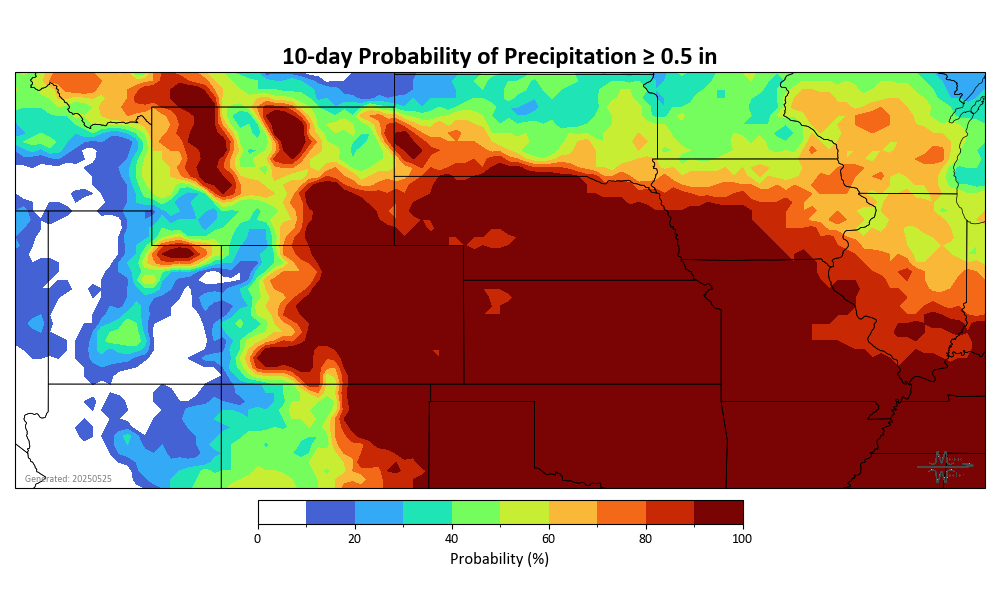 10-day Probability of Precipitation ≥ 0.5 in
Generated: 20250525
0 20 40 60 80 100
Probability (%)